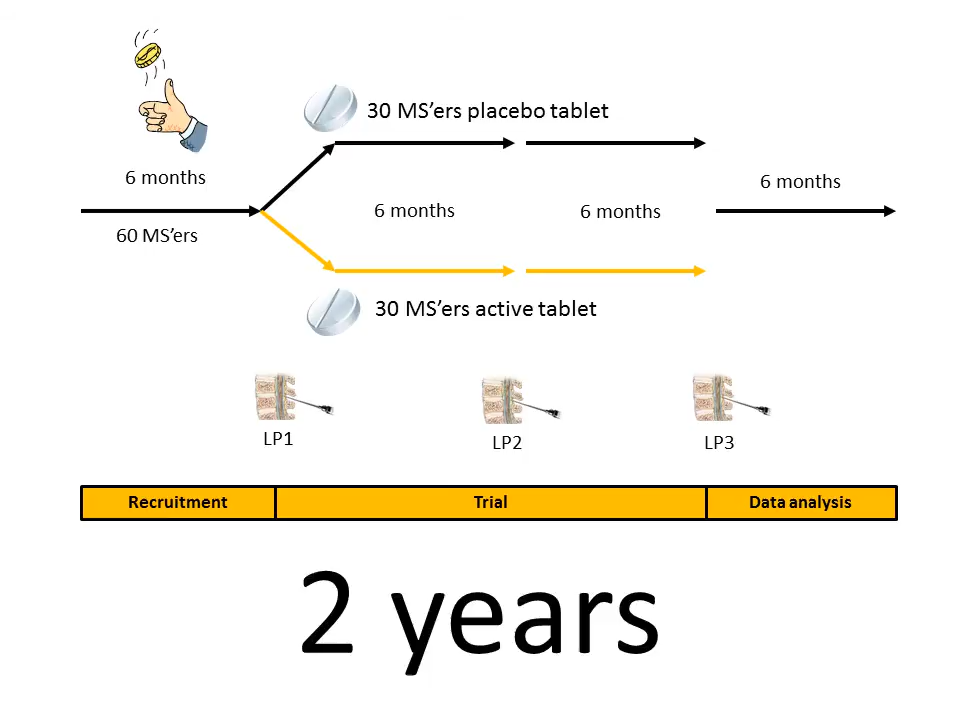 30 MS'ers placebo tablet
6 months
6 months
6 months
6 months
60 MS'ers
30 MS'ers active tablet
LP1
LP2
LP3
Recruitment
Trial
Data analysis
2 years